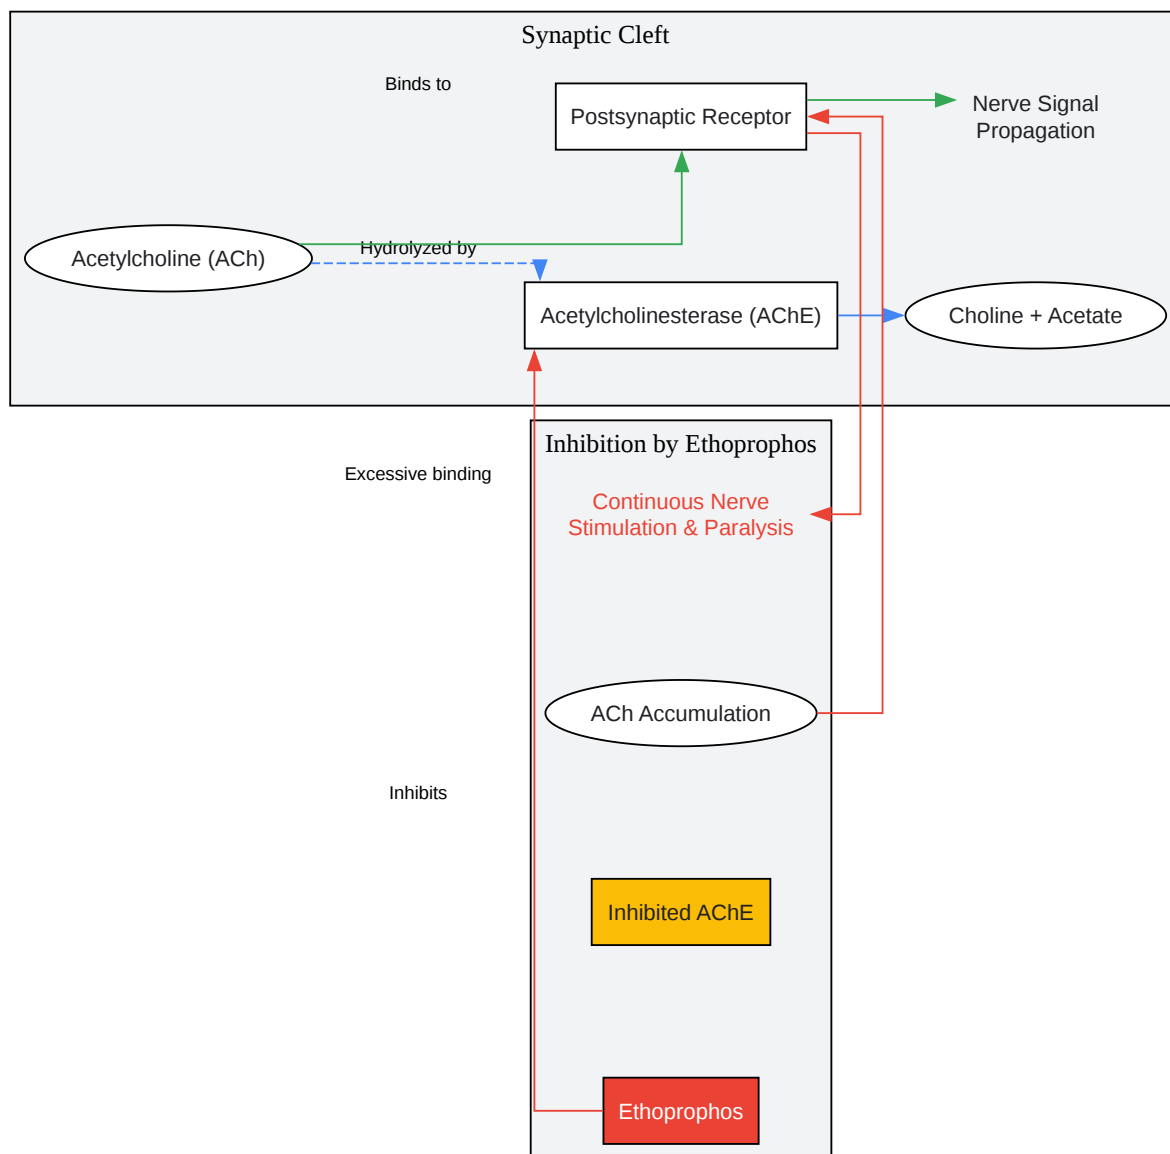 Synaptic Cleft
Binds to
Postsynaptic Receptor
Nerve Signal
Propagation
Acetylcholine (ACh)
Hydrolyzed by
Acetylcholinesterase (AChE)
Choline + Acetate
Inhibition by Ethoprophos
Excessive binding
Continuous Nerve
Stimulation & Paralysis
ACh Accumulation
Inhibits
Inhibited AChE
Ethoprophos